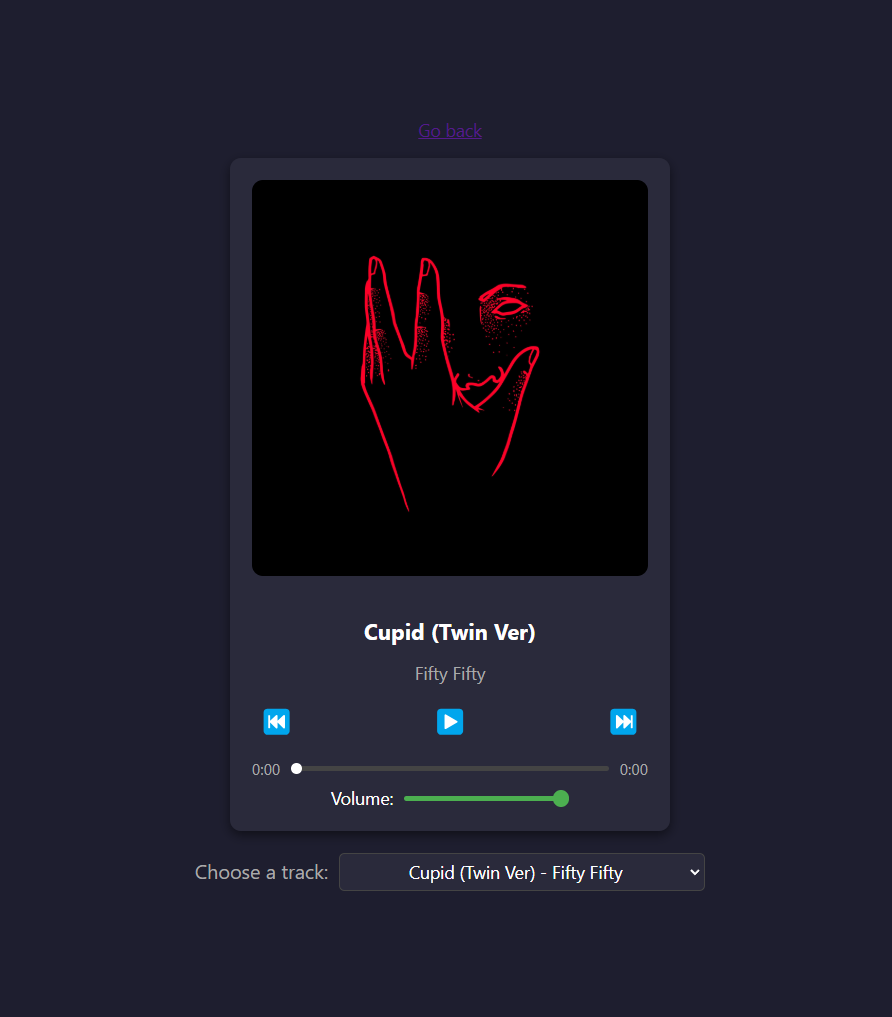 Go back
Cupid (Twin Ver)
Fifty Fifty
0:00 0:00
Volume:
Choose a track: Cupid (Twin Ver) - Fifty Fifty